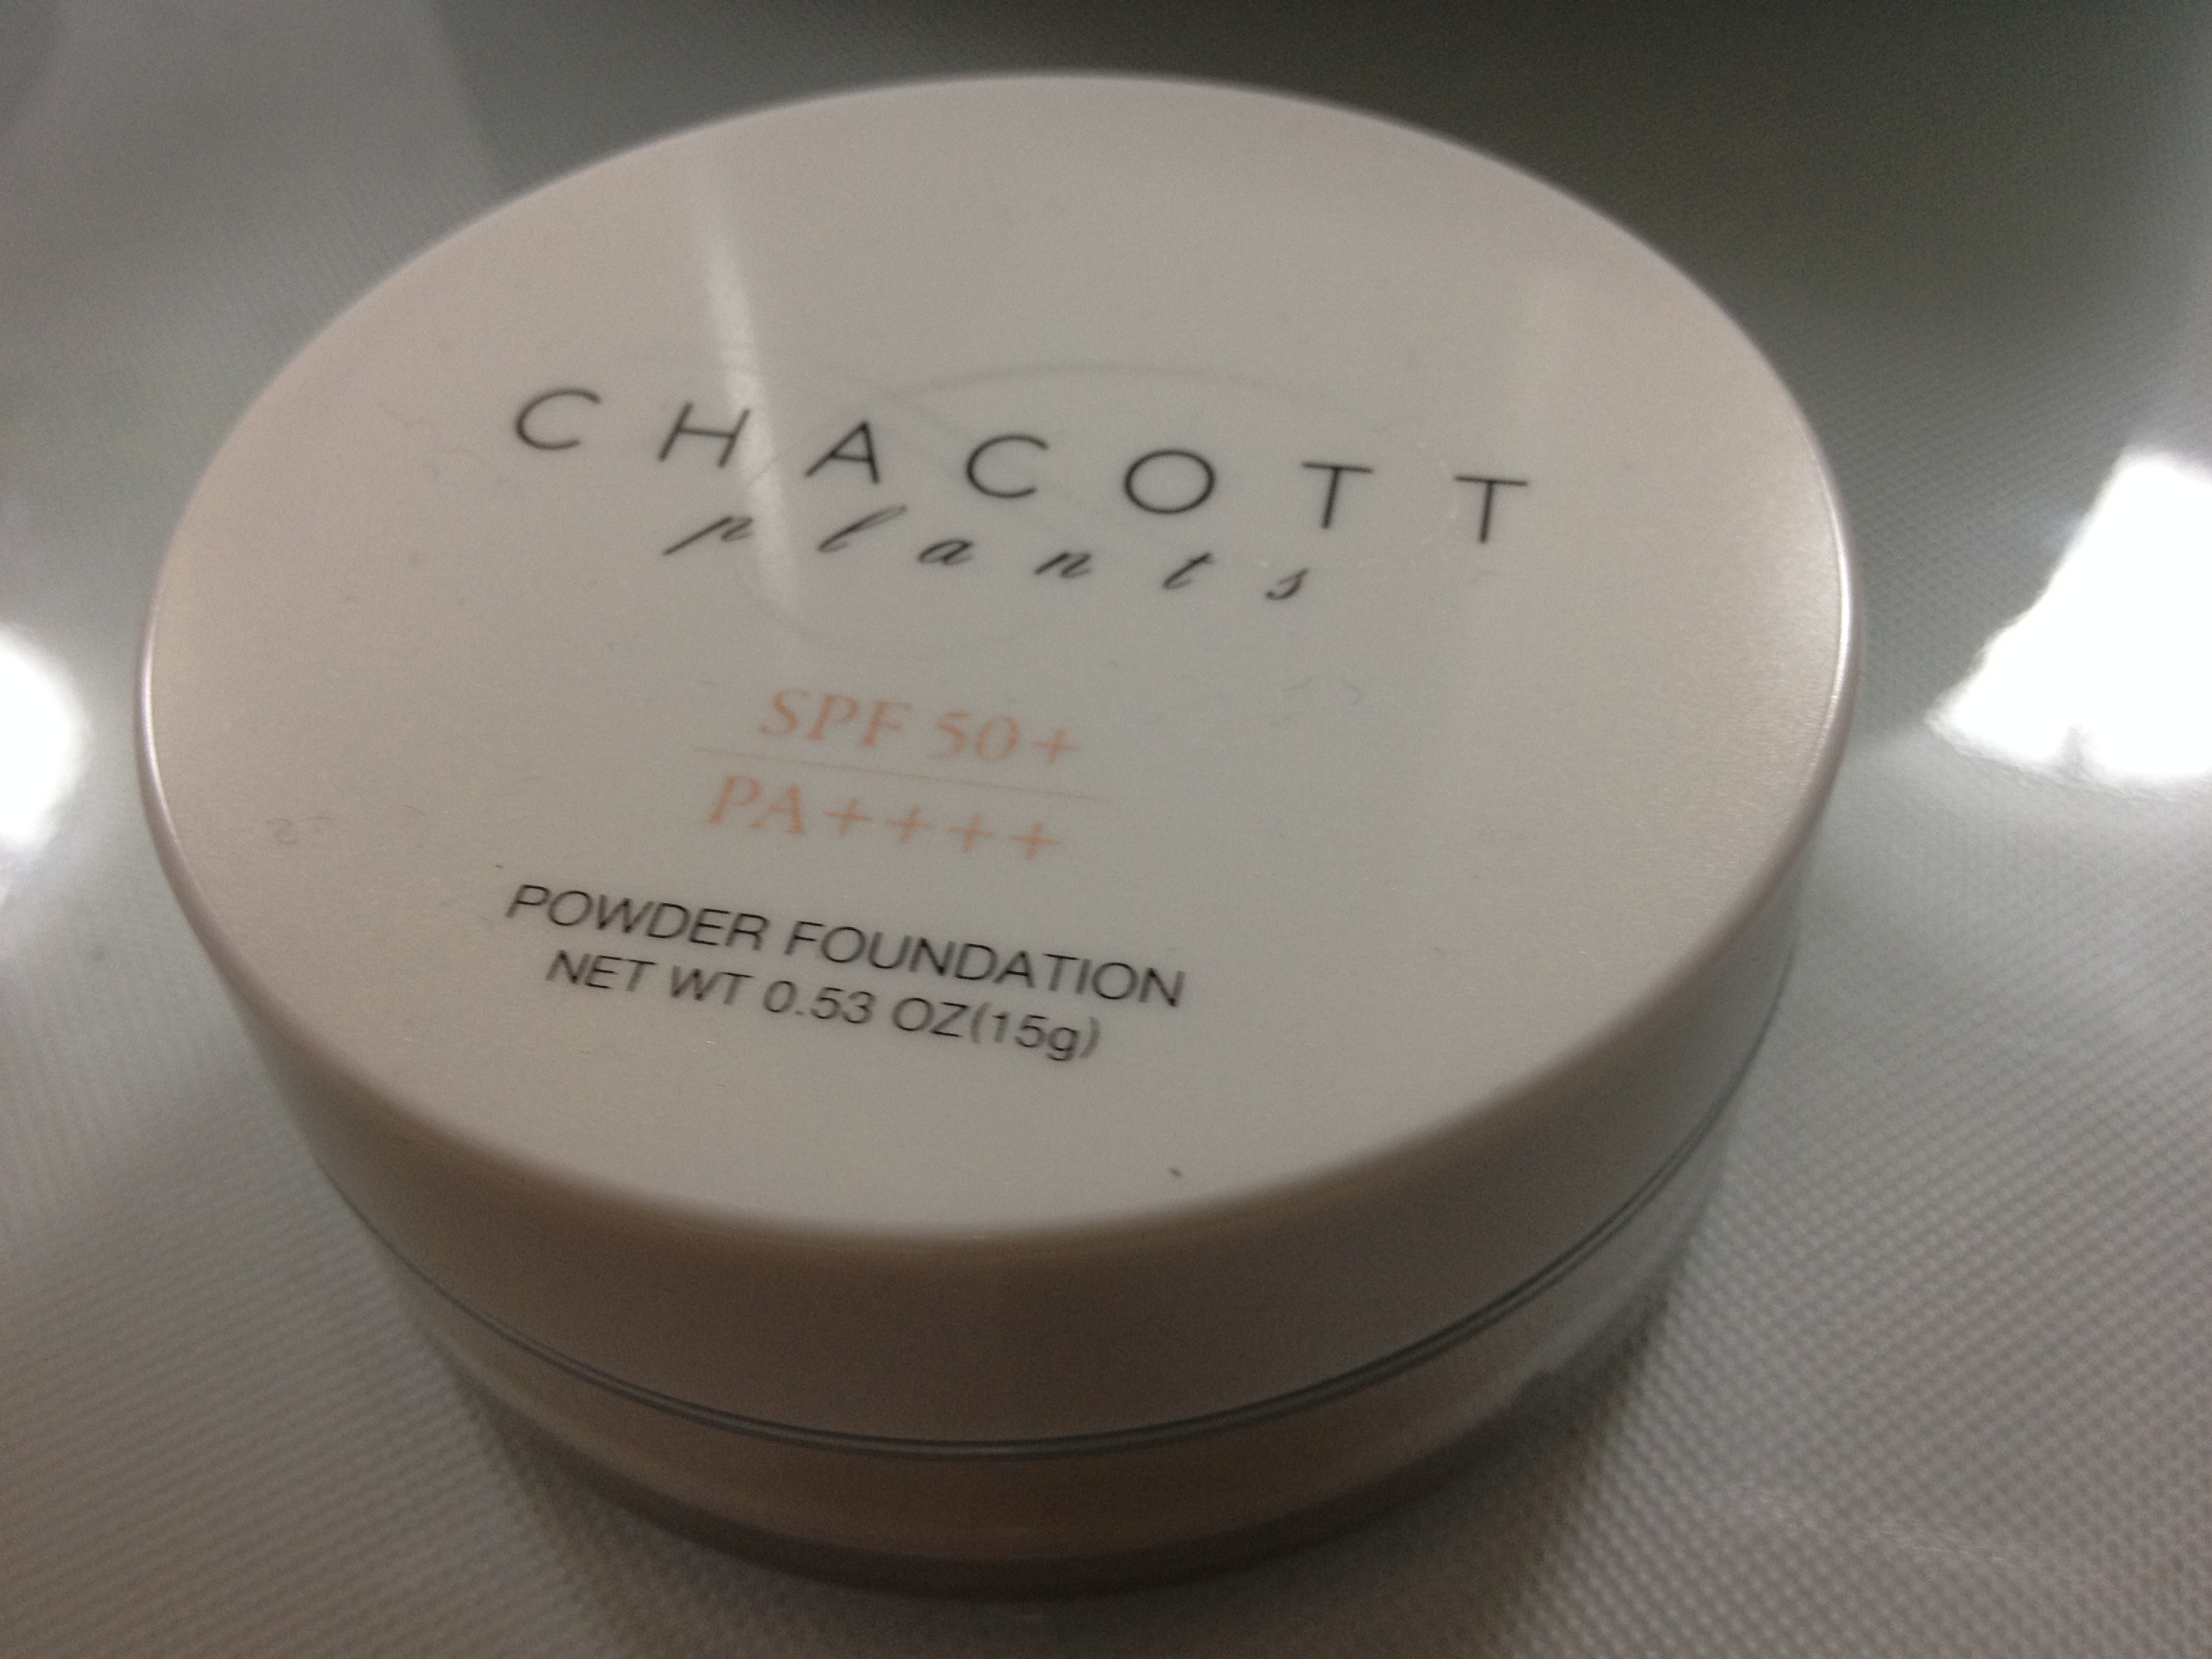 CHACOTT
plants
SPF 50+
PA++++
POWDER FOUNDATION
NET WT 0.53 OZ(15g)